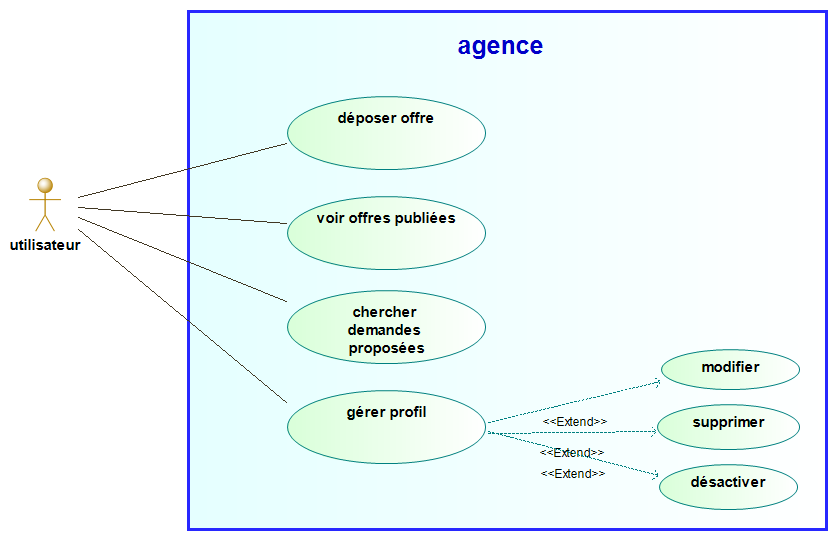 agence
déposer offre
voir offres publiées
utilisateur
chercher
demandes
proposées
modifier
gérer profil
<<Extend>>
supprimer
<<Extend>>
<<Extend>>
désactiver